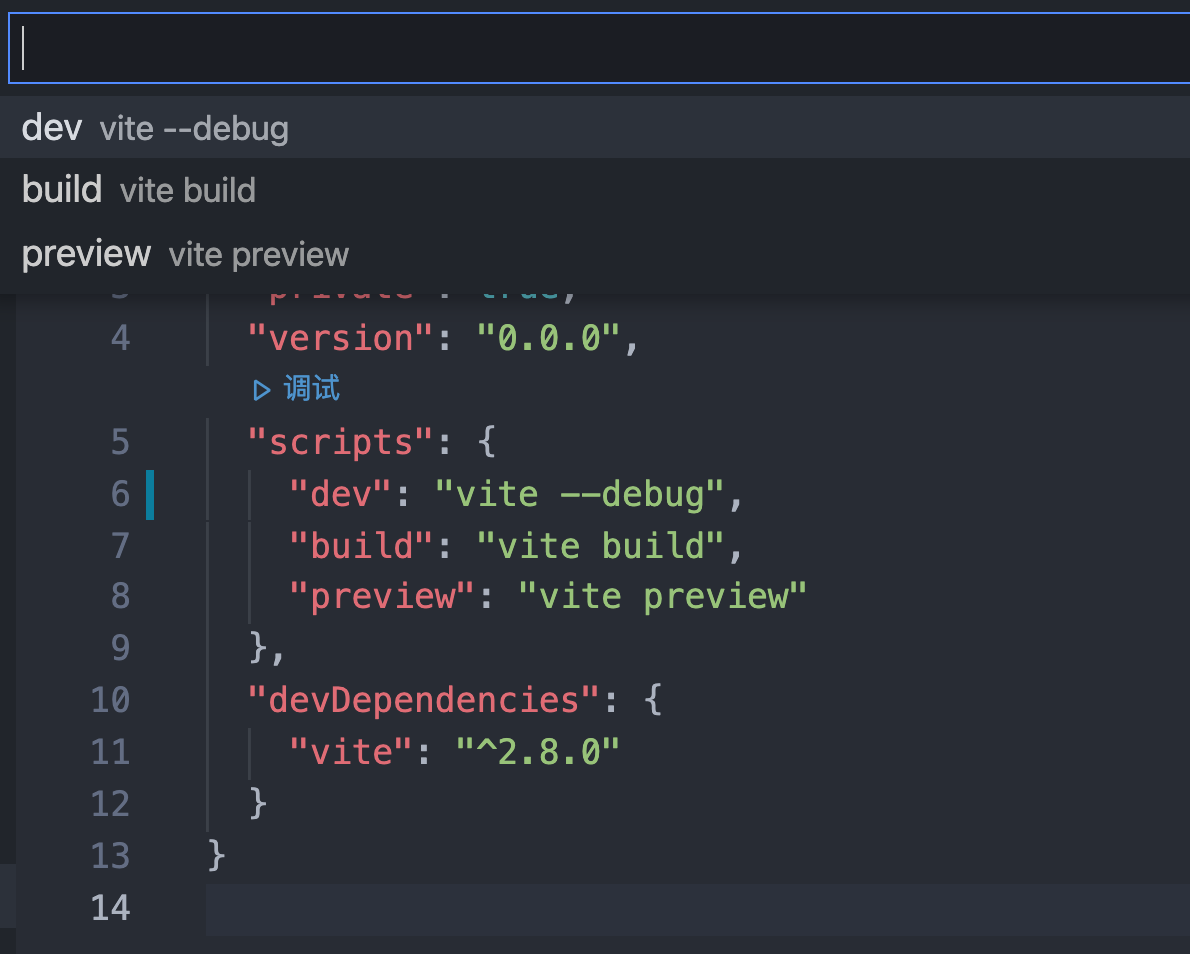 dev vite --debug
build vite build
preview vite preview
3 "private": true,
4 "version": "0.0.0",
调试
5 "scripts": {
6 "dev": "vite --debug",
7 "build": "vite build",
8 "preview": "vite preview"
9 },
10 "devDependencies": {
11 "vite": "^2.8.0"
12 }
13 }
14